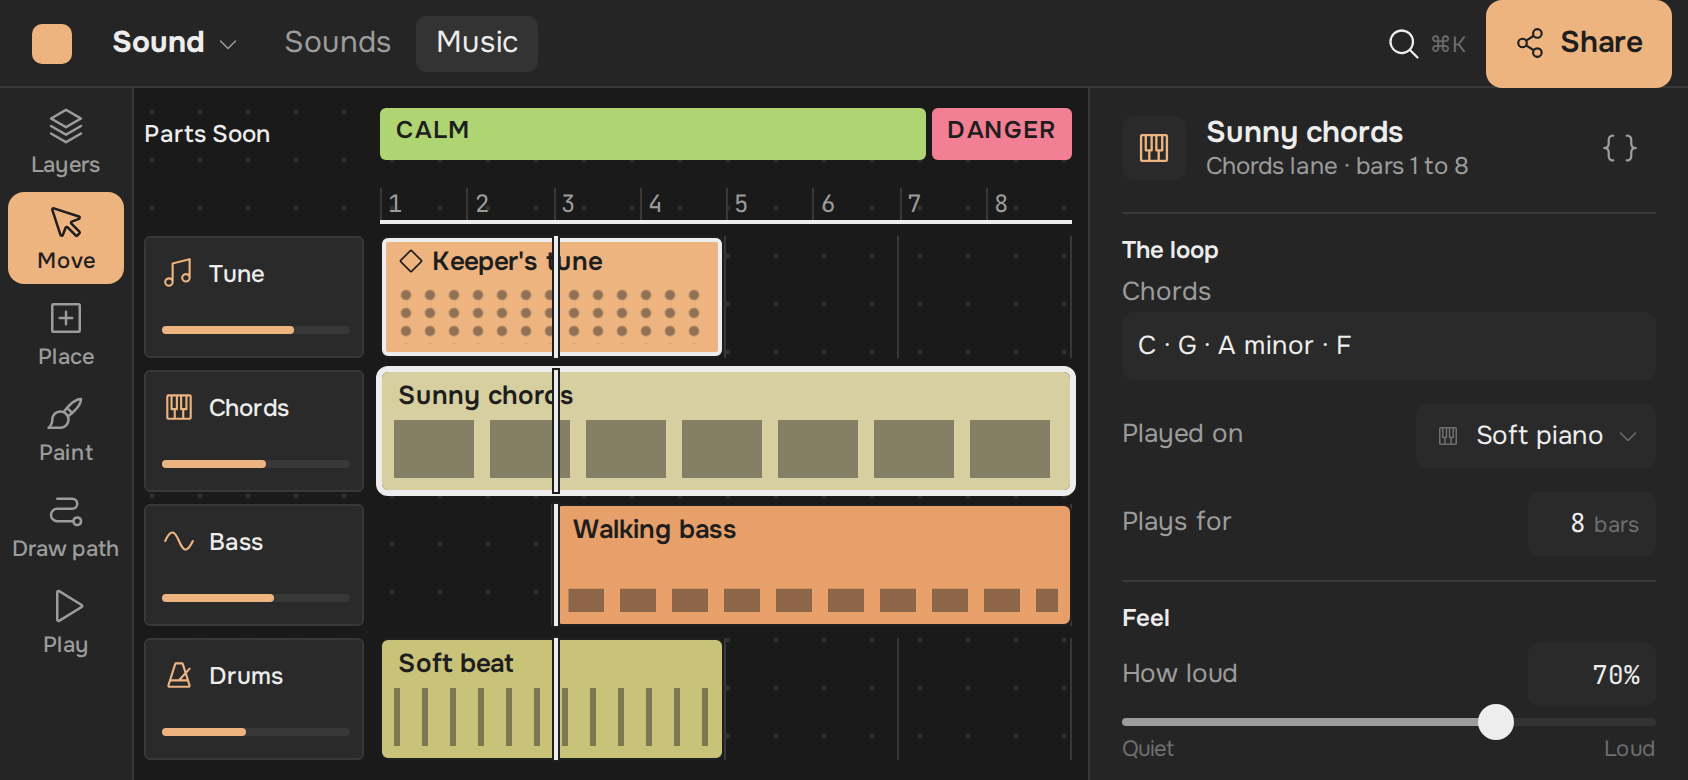 Sound Sounds Music ⌘K Share
Layers
Move
Place
Paint
Draw path
Play
Parts Soon
CALM DANGER
1 2 3 4 5 6 7 8
Tune
Keeper's tune
Chords
Sunny chords
Bass
Walking bass
Drums
Soft beat
Sunny chords
Chords lane · bars 1 to 8
The loop
Chords
C · G · A minor · F
Played on Soft piano
Plays for 8 bars
Feel
How loud 70%
Quiet Loud